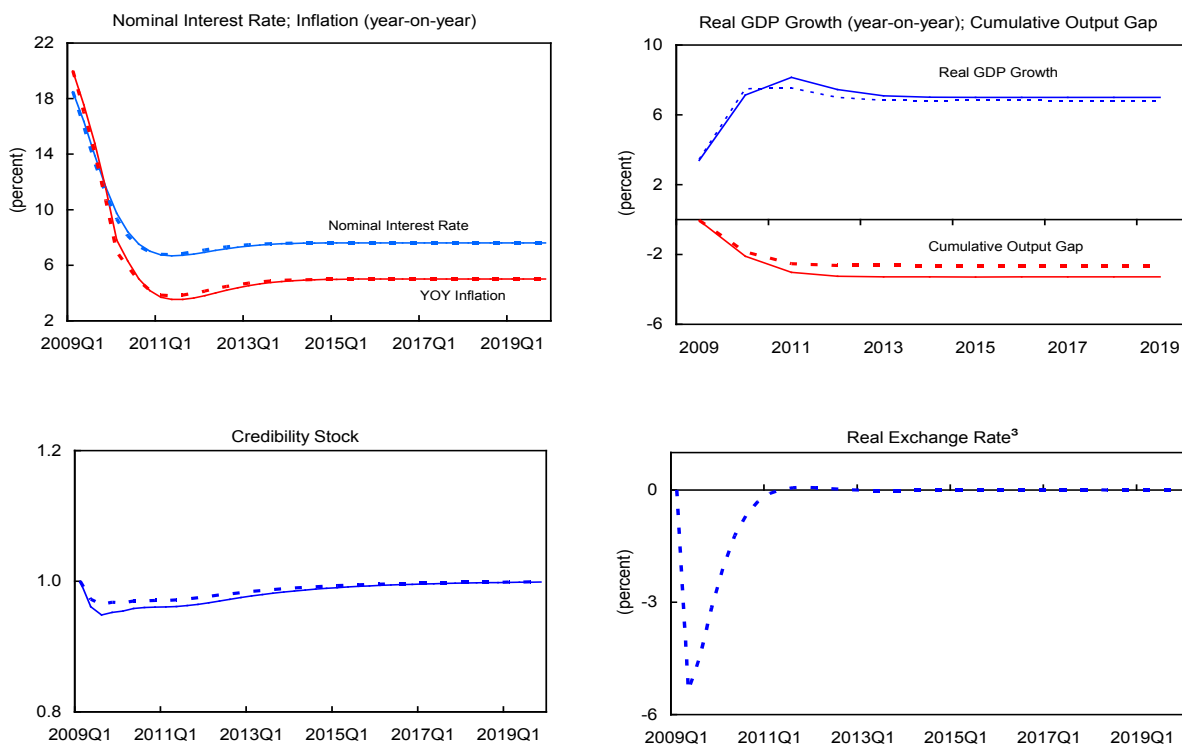 Nominal Interest Rate; Inflation (year-on-year)
22
18
14
10
6
2
(percent)
Nominal Interest Rate
YOY Inflation
2009Q1 2011Q1 2013Q1 2015Q1 2017Q1 2019Q1
Real GDP Growth (year-on-year); Cumulative Output Gap
10
6
2
-2
-6
(percent)
Real GDP Growth
Cumulative Output Gap
2009 2011 2013 2015 2017 2019
Credibility Stock
1.2
1.0
0.8
2009Q1 2011Q1 2013Q1 2015Q1 2017Q1 2019Q1
Real Exchange Rate³
0
-3
-6
(percent)
2009Q1 2011Q1 2013Q1 2015Q1 2017Q1 2019Q1